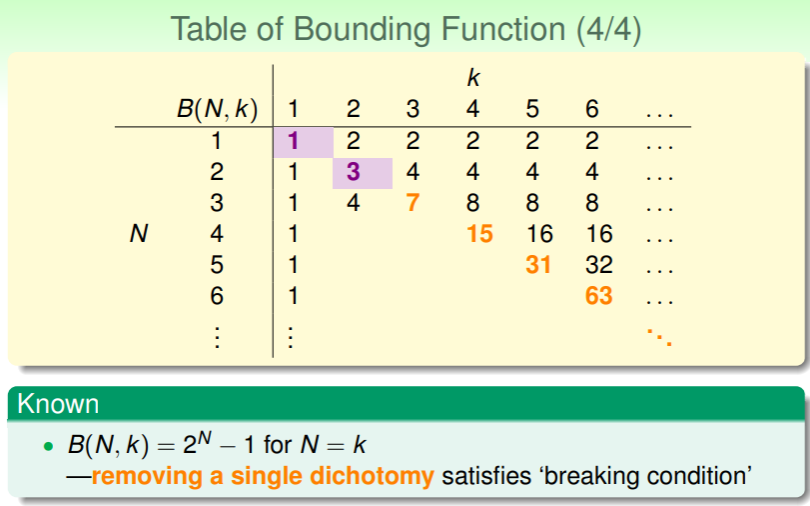 Table of Bounding Function (4/4)
k
B(N, k) 1 2 3 4 5 6 . . .
1 1 2 2 2 2 2 . . .
2 1 3 4 4 4 4 . . .
3 1 4 7 8 8 8 . . .
N 4 1 15 16 16 . . .
5 1 31 32 . . .
6 1 63 . . .
⋮ ⋮ ⋱
Known
• B(N, k) = 2^N − 1 for N = k
—removing a single dichotomy satisfies ‘breaking condition’